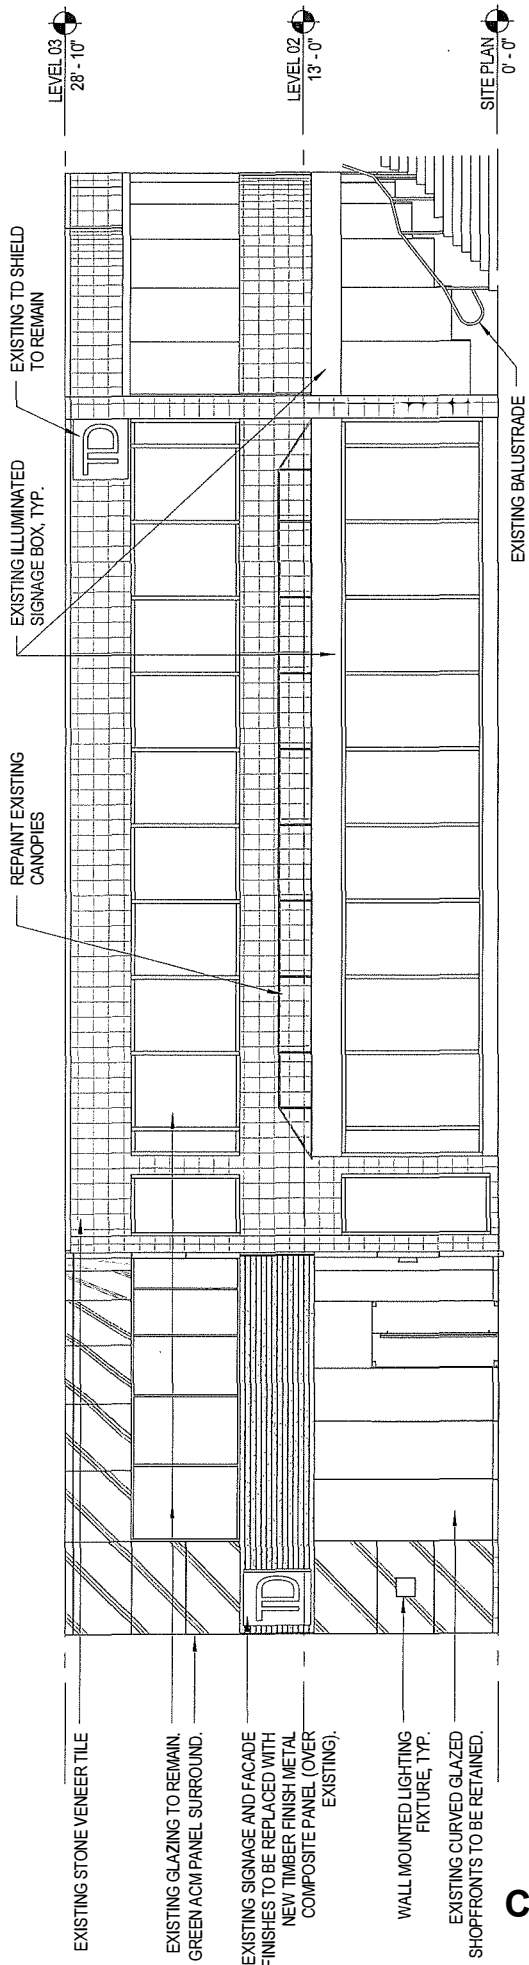 LEVEL 03
28' - 10"
LEVEL 02
13' - 0"
SITE PLAN
0' - 0"
EXISTING TD SHIELD
TO REMAIN
EXISTING ILLUMINATED
SIGNAGE BOX, TYP.
REPAINT EXISTING
CANOPIES
TD
EXISTING BALUSTRADE
TD
EXISTING STONE VENEER TILE
EXISTING GLAZING TO REMAIN.
GREEN ACM PANEL SURROUND.
EXISTING SIGNAGE AND FACADE
FINISHES TO BE REPLACED WITH
NEW TIMBER FINISH METAL
COMPOSITE PANEL (OVER
EXISTING).
WALL MOUNTED LIGHTING
FIXTURE, TYP.
EXISTING CURVED GLAZED
SHOPFRONTS TO BE RETAINED.
C